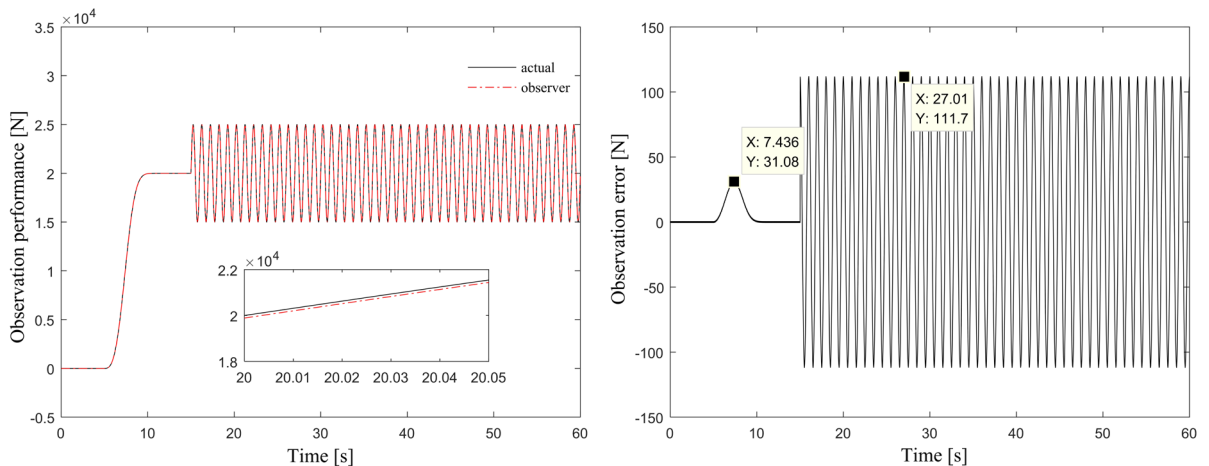 ×10⁴
3.5
3
2.5
2
1.5
1
0.5
0
-0.5
Observation performance [N]
actual
observer
×10⁴
2.2
2
1.8
20 20.01 20.02 20.03 20.04 20.05
0 10 20 30 40 50 60
Time [s]
150
100
50
0
-50
-100
-150
Observation error [N]
X: 7.436
Y: 31.08
X: 27.01
Y: 111.7
0 10 20 30 40 50 60
Time [s]